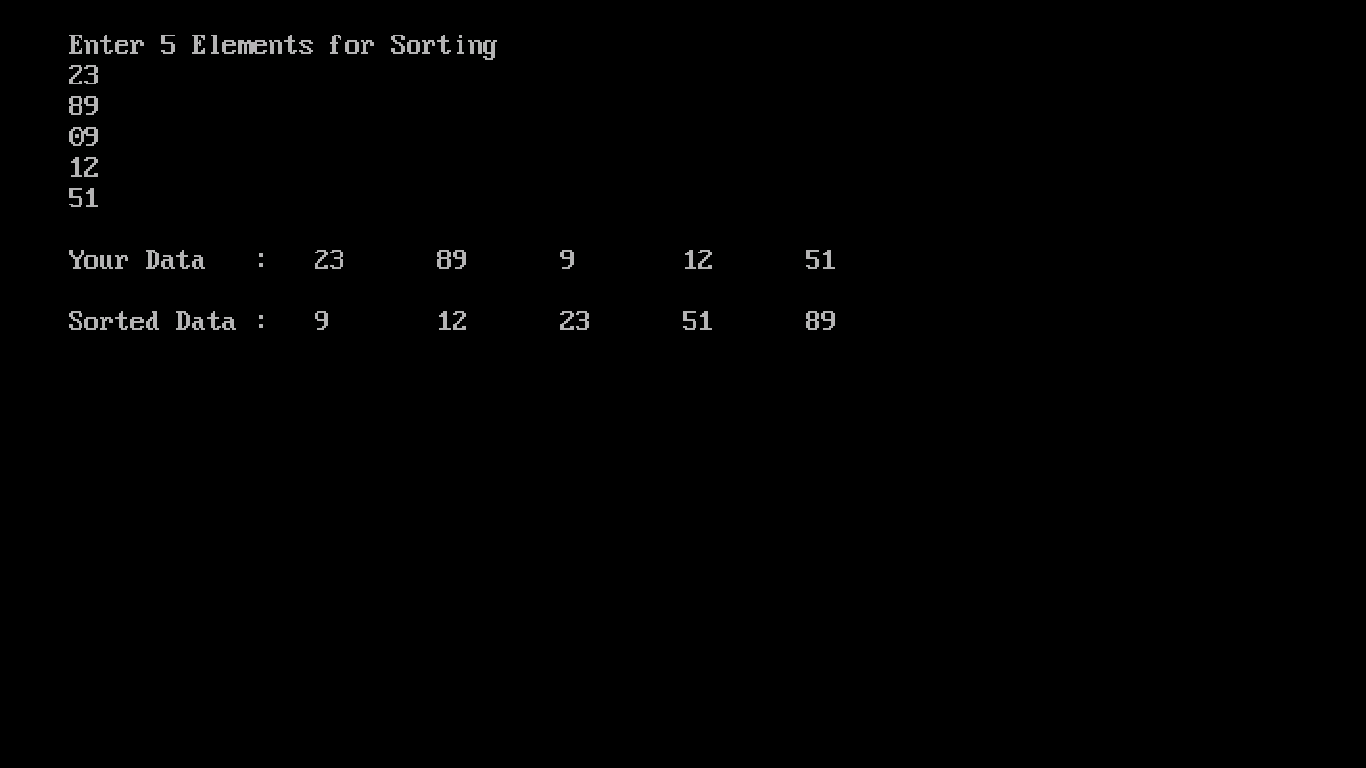 Enter 5 Elements for Sorting
23
89
09
12
51
Your Data   :   23      89      9       12      51
Sorted Data :   9       12      23      51      89